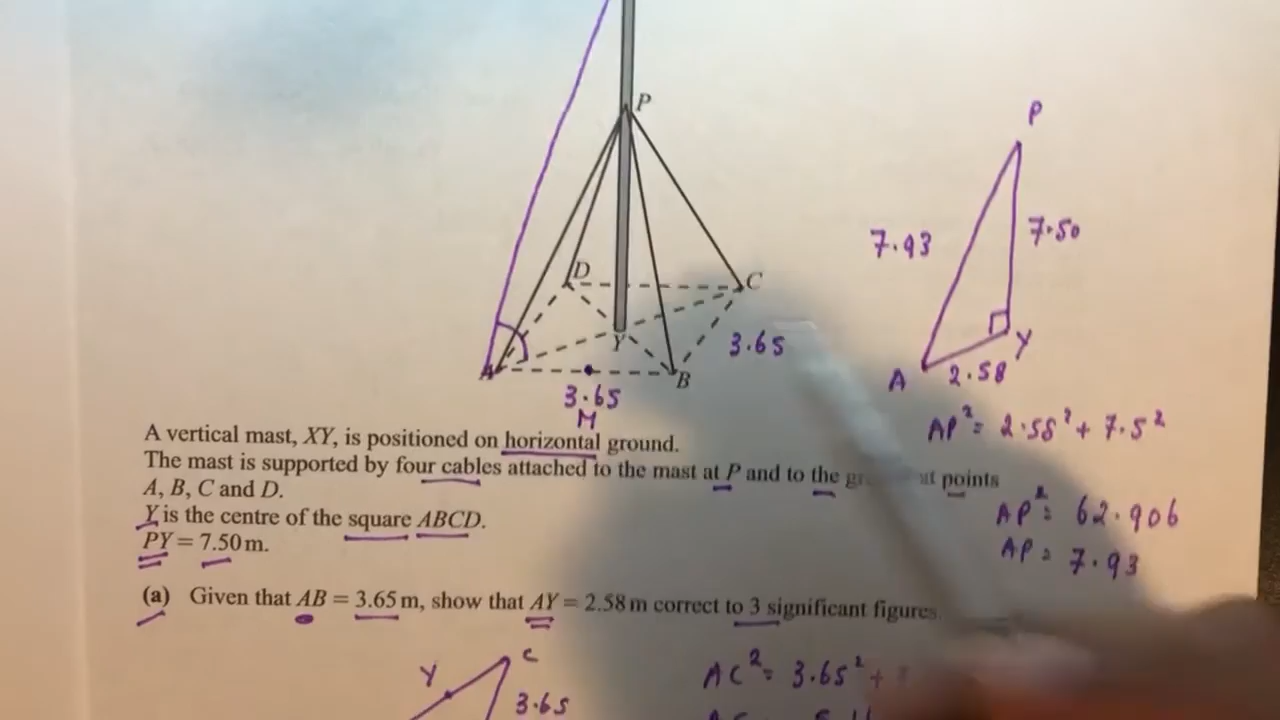 P
D
C
Y
A
B
3.65
3.65
M
P
7.93
7.50
Y
A
2.58
AP² = 2.58² + 7.5²
AP² = 62.906
AP = 7.93
A vertical mast, XY, is positioned on horizontal ground.
The mast is supported by four cables attached to the mast at P and to the at points
A, B, C and D.
Y is the centre of the square ABCD.
PY = 7.50 m.
(a) Given that AB = 3.65 m, show that AY = 2.58 m correct to 3 significant figures.
Y
C
3.65
AC² = 3.65² +